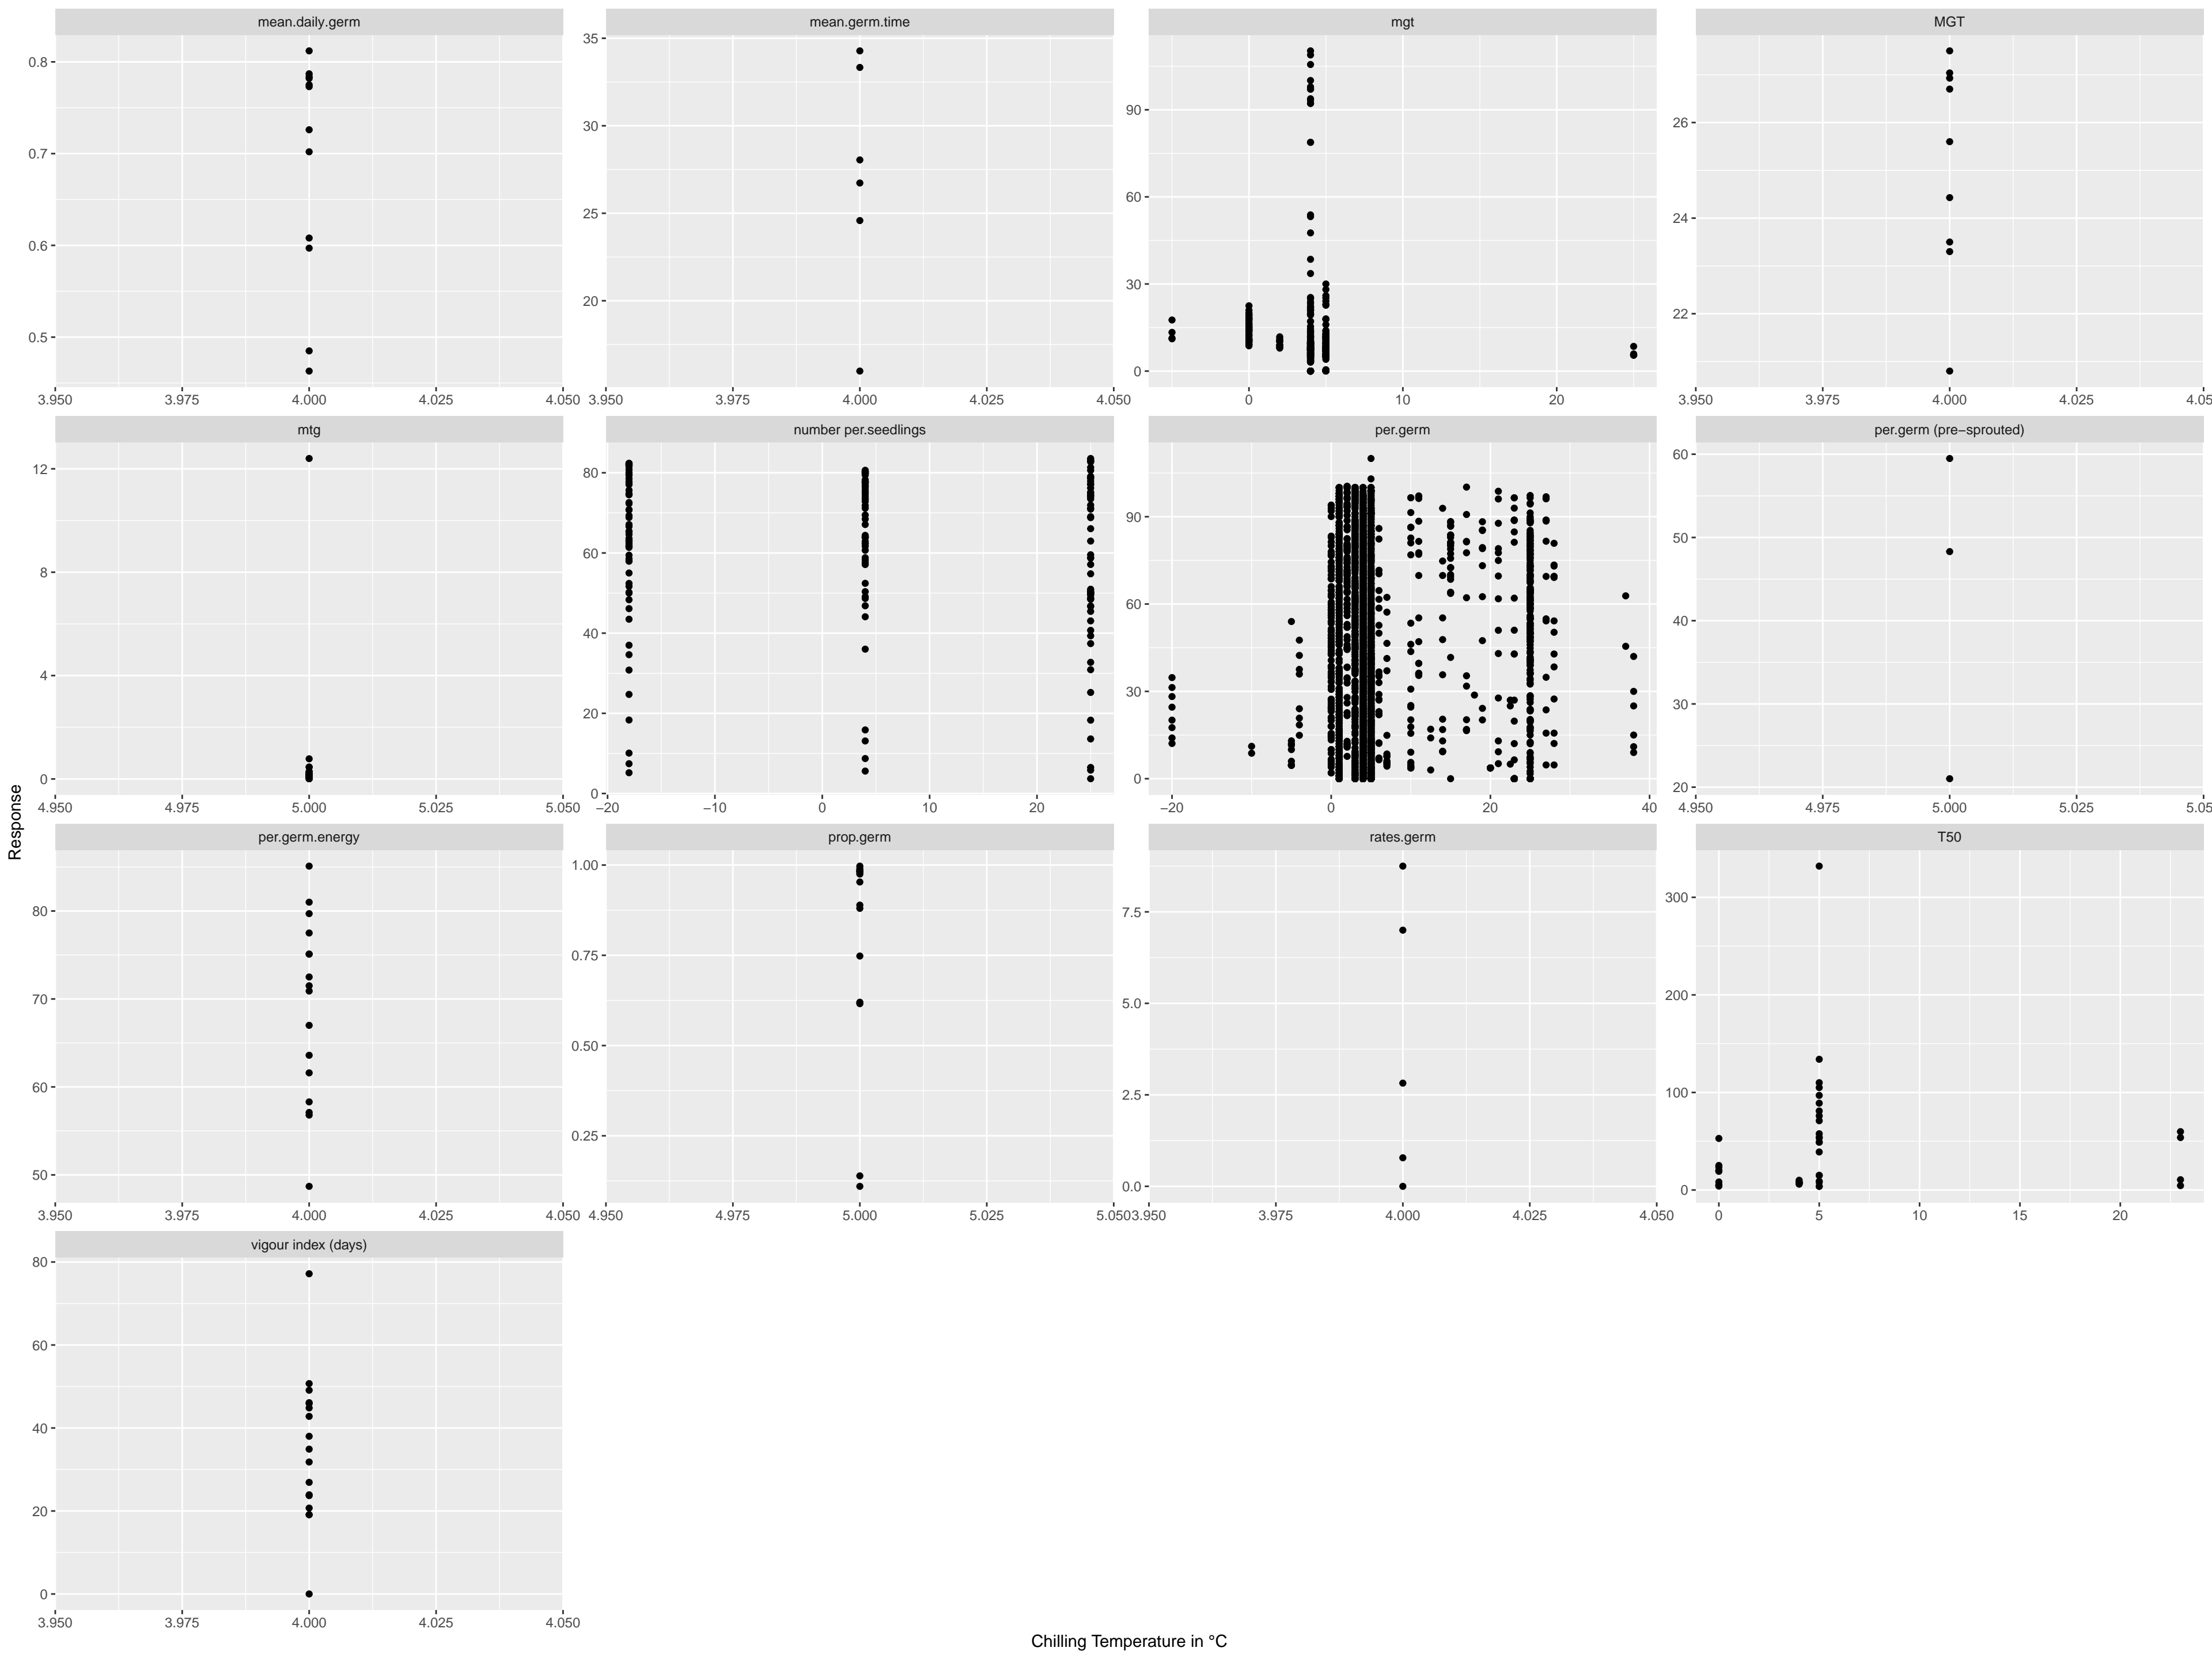 mean.daily.germ mean.germ.time mgt MGT
0.8 0.7 0.6 0.5
35 30 25 20
90 60 30 0
26 24 22
3.950 3.975 4.000 4.025 4.050 3.950 3.975 4.000 4.025 4.050 0 10 20 3.950 3.975 4.000 4.025 4.05
mtg number per.seedlings per.germ per.germ (pre−sprouted)
12 8 4 0
80 60 40 20 0
90 60 30 0
60 50 40 30 20
4.950 4.975 5.000 5.025 5.050 −20 −10 0 10 20 −20 0 20 40 4.950 4.975 5.000 5.025 5.05
Response
per.germ.energy prop.germ rates.germ T50
80 70 60 50
1.00 0.75 0.50 0.25
7.5 5.0 2.5 0.0
300 200 100 0
3.950 3.975 4.000 4.025 4.050 4.950 4.975 5.000 5.025 5.050 3.950 3.975 4.000 4.025 4.050 0 5 10 15 20
vigour index (days)
80 60 40 20 0
3.950 3.975 4.000 4.025 4.050
Chilling Temperature in °C